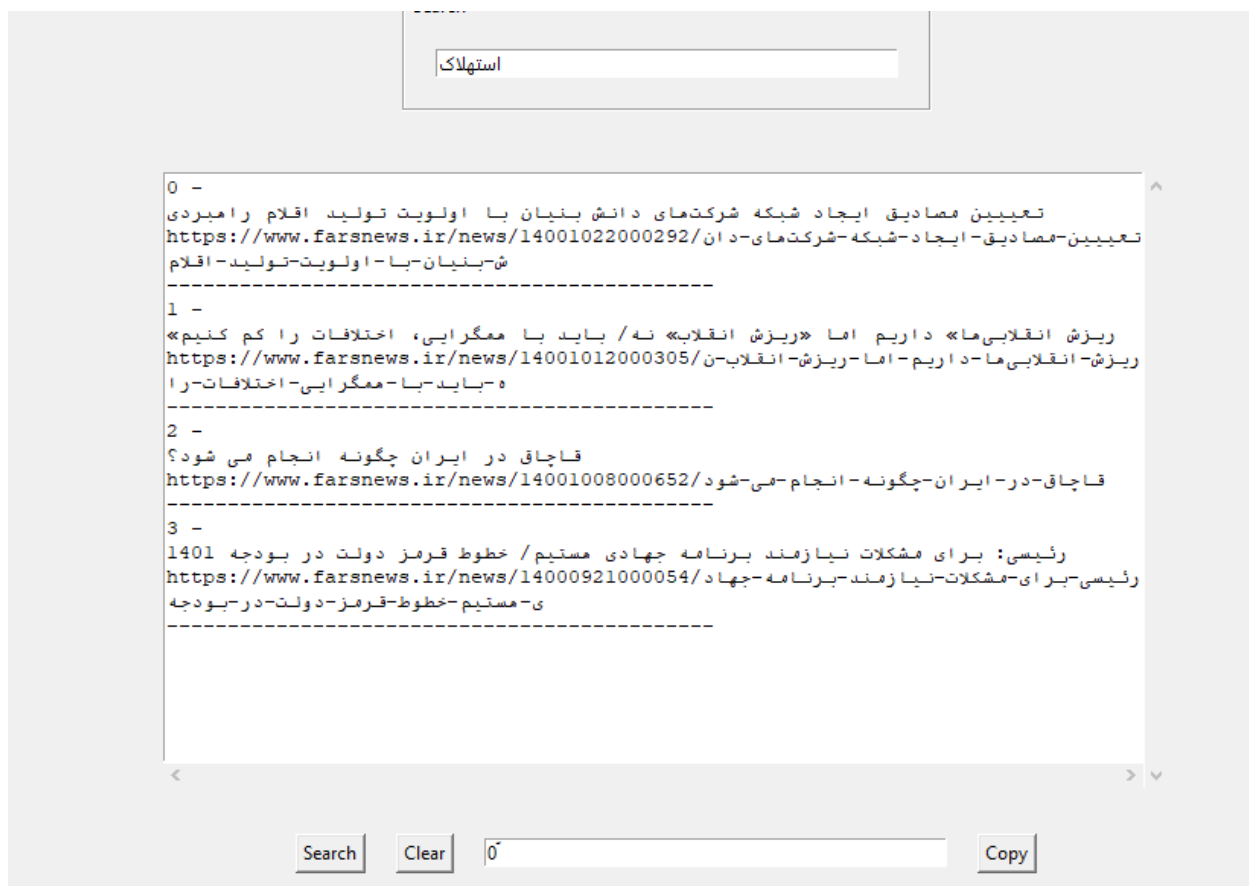 استهلاک
0 -
تعییین مصادیق ایجاد شبکه شرکت‌های دانش بنیان با اولویت تولید اقلام راهبردی
https://www.farsnews.ir/news/14001022000292/تعییین-مصادیق-ایجاد-شبکه-شرکت‌های-دان
ش-بنیان-با-اولویت-تولید-اقلام
---------------------------------------------
1 -
«ریزش انقلابی‌ها» داریم اما «ریزش انقلاب» نه/ باید با همگرایی، اختلافات را کم کنیم
https://www.farsnews.ir/news/14001012000305/ریزش-انقلابی‌ها-داریم-اما-ریزش-انقلاب-ن
ه-باید-با-همگرایی-اختلافات-را
---------------------------------------------
2 -
قاچاق در ایران چگونه انجام می شود؟
https://www.farsnews.ir/news/14001008000652/قاچاق-در-ایران-چگونه-انجام-می-شود
---------------------------------------------
3 -
رئیسی: برای مشکلات نیازمند برنامه جهادی هستیم/ خطوط قرمز دولت در بودجه 1401
https://www.farsnews.ir/news/14000921000054/رئیسی-برای-مشکلات-نیازمند-برنامه-جهاد
ی-هستیم-خطوط-قرمز-دولت-در-بودجه
---------------------------------------------
Search Clear 0 Copy